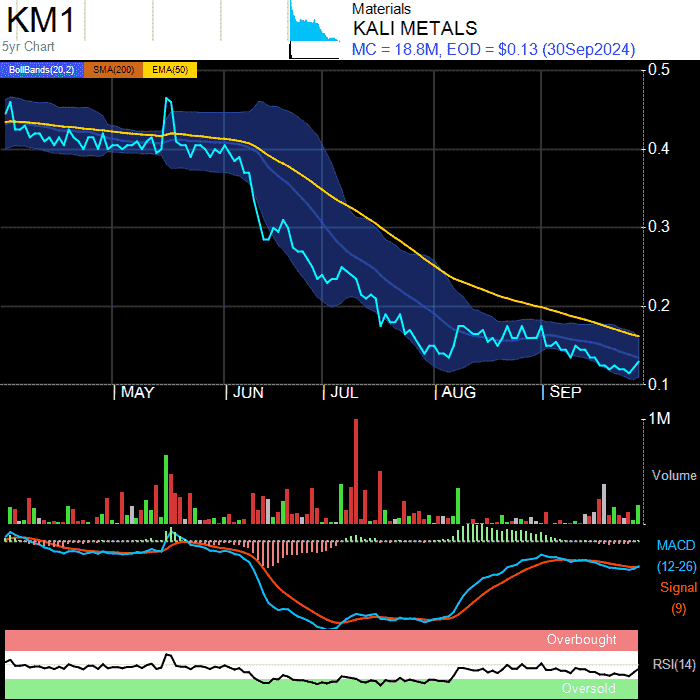 KM1
5yr Chart
Materials
KALI METALS
MC = 18.8M, EOD = $0.13 (30Sep2024)
BollBands(20,2) SMA(200) EMA(50)
0.5
0.4
0.3
0.2
0.1
MAY JUN JUL AUG SEP
1M
Volume
MACD
(12-26)
Signal
(9)
Overbought
RSI(14)
Oversold